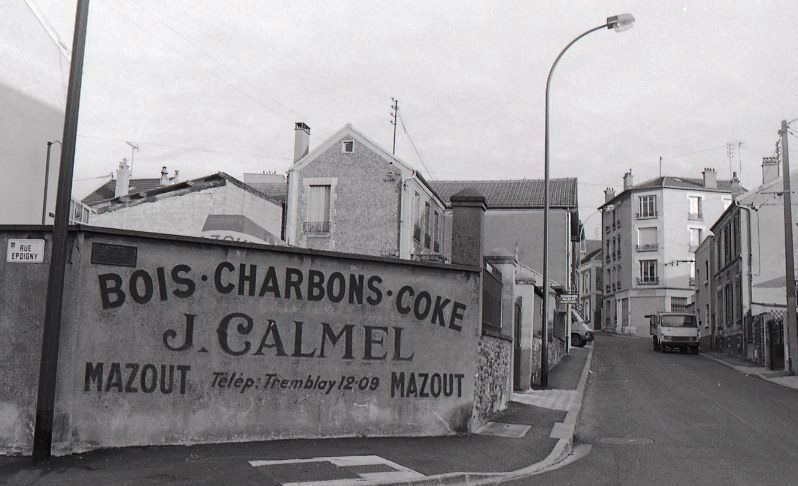 RUE
EPOIGNY
BOIS · CHARBONS · COKE
J. CALMEL
MAZOUT Télép: Tremblay 12·09 MAZOUT